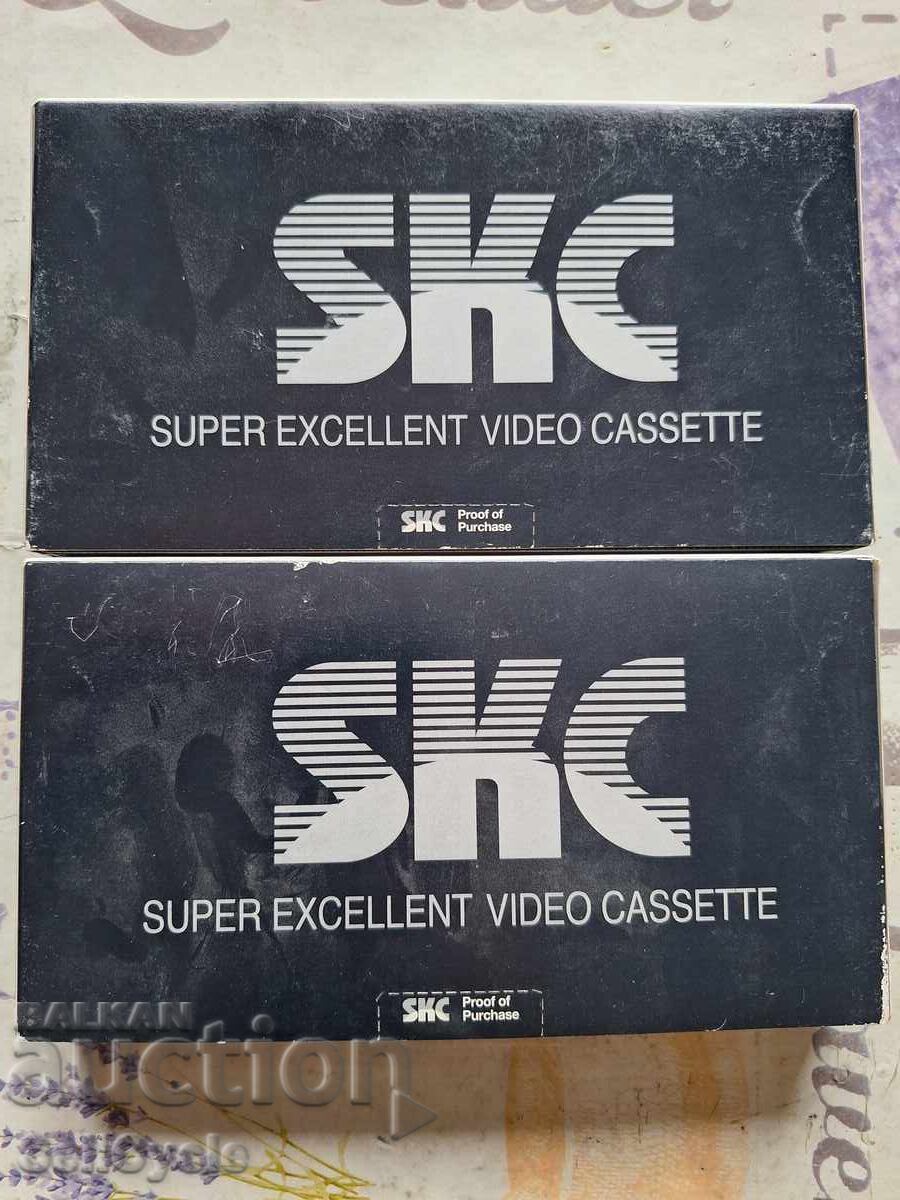 SKC
SUPER EXCELLENT VIDEO CASSETTE
SKC Proof of
Purchase
SKC
SUPER EXCELLENT VIDEO CASSETTE
SKC Proof of
Purchase
BALKAN
auction